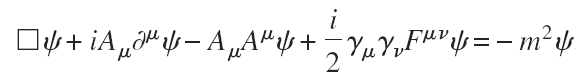 □ψ + iA_μ∂^μψ − A_μA^μψ + i/2 γ_μγ_νF^{μν}ψ = − m²ψ